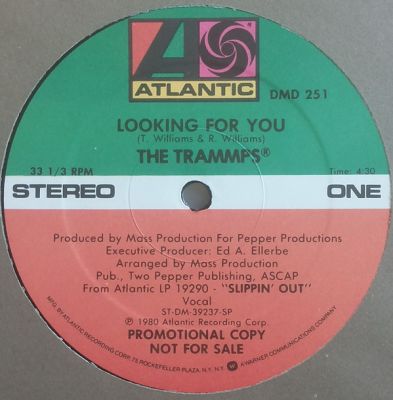 A
ATLANTIC
DMD 251
LOOKING FOR YOU
(T. Williams & R. Williams)
THE TRAMMPS®
33 1/3 RPM
Time: 4:30
STEREO
ONE
Produced by Mass Production For Pepper Productions
Executive Producer: Ed A. Ellerbe
Arranged by Mass Production
Pub., Two Pepper Publishing, ASCAP
From Atlantic LP 19290 - "SLIPPIN' OUT"
Vocal
ST-DM-39237-SP
℗ 1980 Atlantic Recording Corp.
PROMOTIONAL COPY
NOT FOR SALE
MFG. BY ATLANTIC RECORDING CORP., 75 ROCKEFELLER PLAZA, N.Y., N.Y. W A WARNER COMMUNICATIONS COMPANY